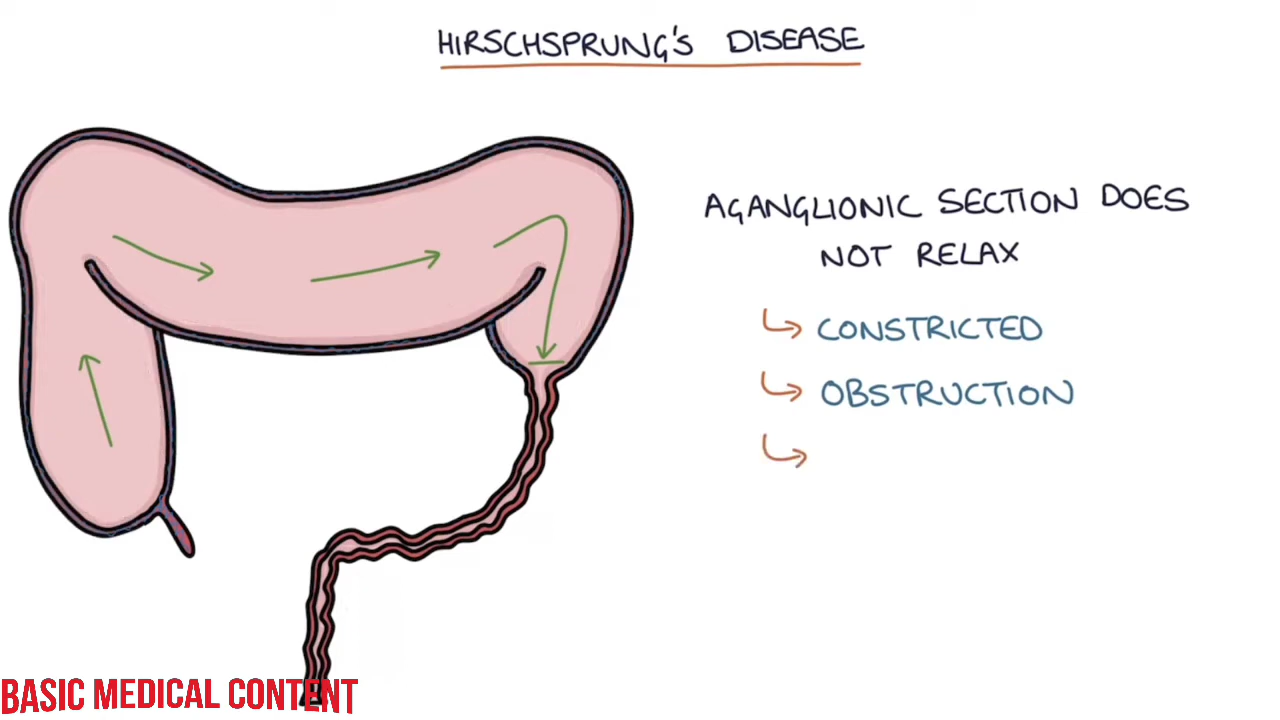 HIRSCHSPRUNG'S DISEASE
AGANGLIONIC SECTION DOES
NOT RELAX
CONSTRICTED
OBSTRUCTION
BASIC MEDICAL CONTENT